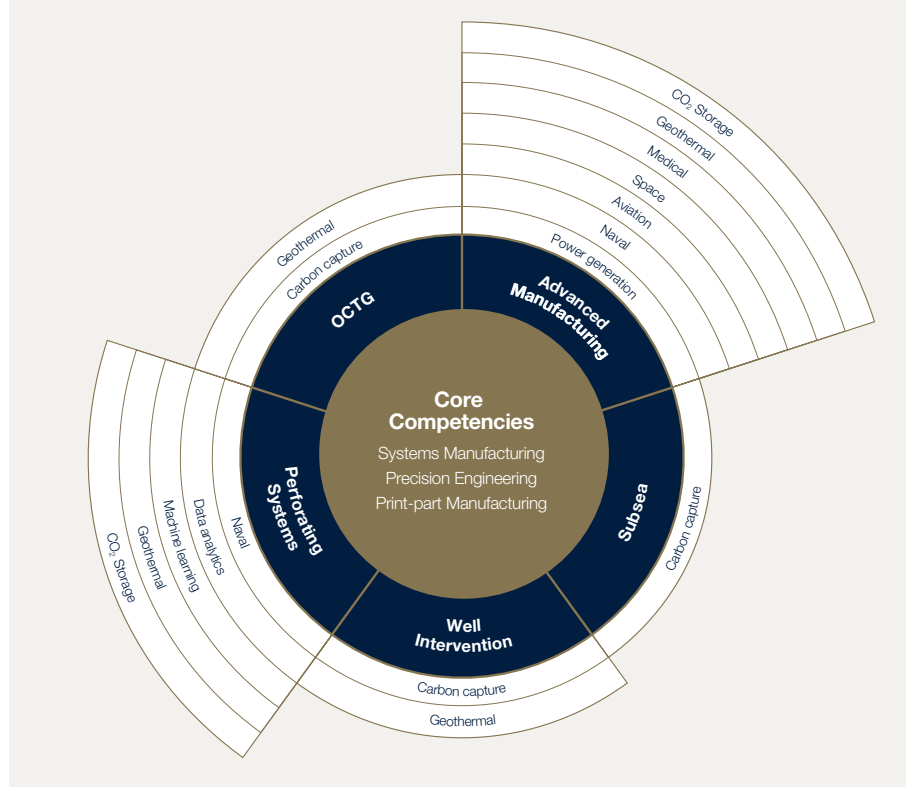 Core
Competencies
Systems Manufacturing
Precision Engineering
Print-part Manufacturing
Advanced
Manufacturing
Power generation
Naval
Aviation
Space
Medical
Geothermal
CO₂ Storage
Subsea
Carbon capture
Well
Intervention
Carbon capture
Geothermal
Perforating
Systems
Naval
Data analytics
Machine learning
Geothermal
CO₂ Storage
OCTG
Carbon capture
Geothermal